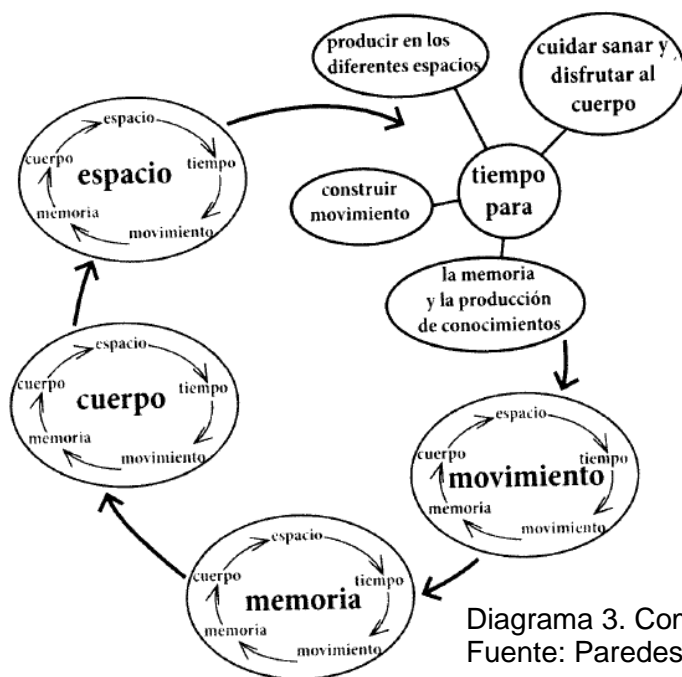 producir en los
diferentes espacios
cuidar sanar y
disfrutar al
cuerpo
tiempo
para
construir
movimiento
la memoria
y la producción
de conocimientos
espacio
tiempo
movimiento
memoria
cuerpo
espacio
espacio
tiempo
movimiento
memoria
cuerpo
movimiento
espacio
tiempo
movimiento
memoria
cuerpo
memoria
espacio
tiempo
movimiento
memoria
cuerpo
cuerpo
Diagrama 3. Con
Fuente: Paredes